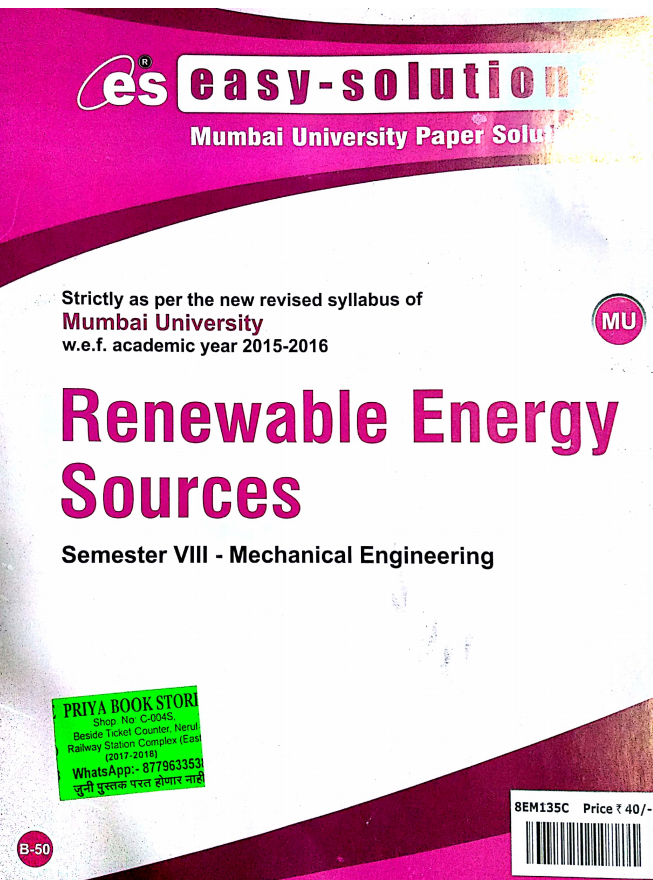 es ®
easy-solution
Mumbai University Paper
Strictly as per the new revised syllabus of
Mumbai University
w.e.f. academic year 2015-2016
MU
Renewable Energy
Sources
Semester VIII - Mechanical Engineering
PRIYA BOOK STORE
Shop No. C-004S,
Beside Ticket Counter, Nerul
Railway Station Complex (East
(2017-2018)
WhatsApp:- 877963353
जुनी पुस्तक परत होणार नाही
8EM135C Price ₹ 40/-
B-50